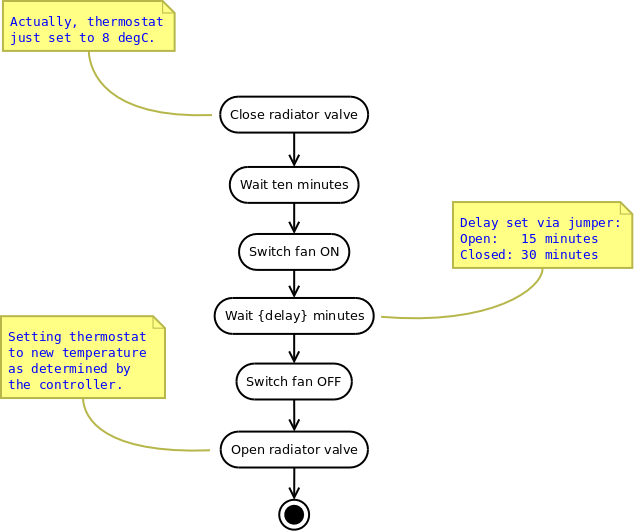 Actually, thermostat
just set to 8 degC.
Close radiator valve
Wait ten minutes
Delay set via jumper:
Open:   15 minutes
Closed: 30 minutes
Switch fan ON
Wait {delay} minutes
Setting thermostat
to new temperature
as determined by
the controller.
Switch fan OFF
Open radiator valve